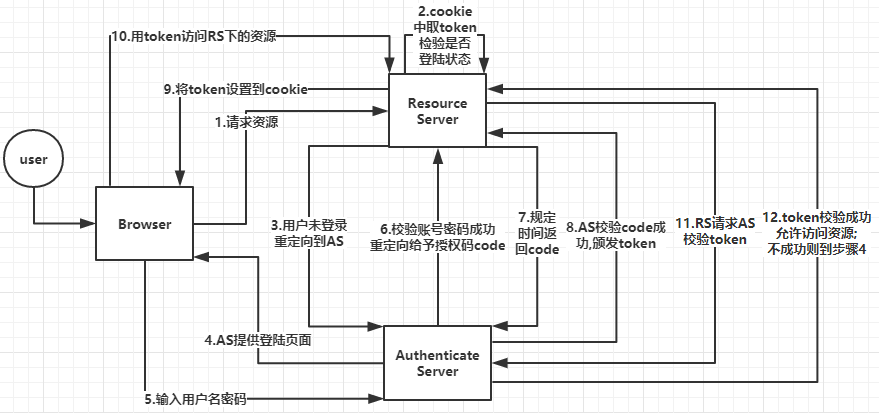 2.cookie
中取token
检验是否
登陆状态
10.用token访问RS下的资源
9.将token设置到cookie
1.请求资源
Resource
Server
user
Browser
3.用户未登录
重定向到AS
6.校验账号密码成功
重定向给予授权码code
7.规定
时间返
回code
8.AS校验code成
功,颁发token
11.RS请求AS
校验token
12.token校验成功
允许访问资源;
不成功则到步骤4
4.AS提供登陆页面
Authenticate
Server
5.输入用户名密码